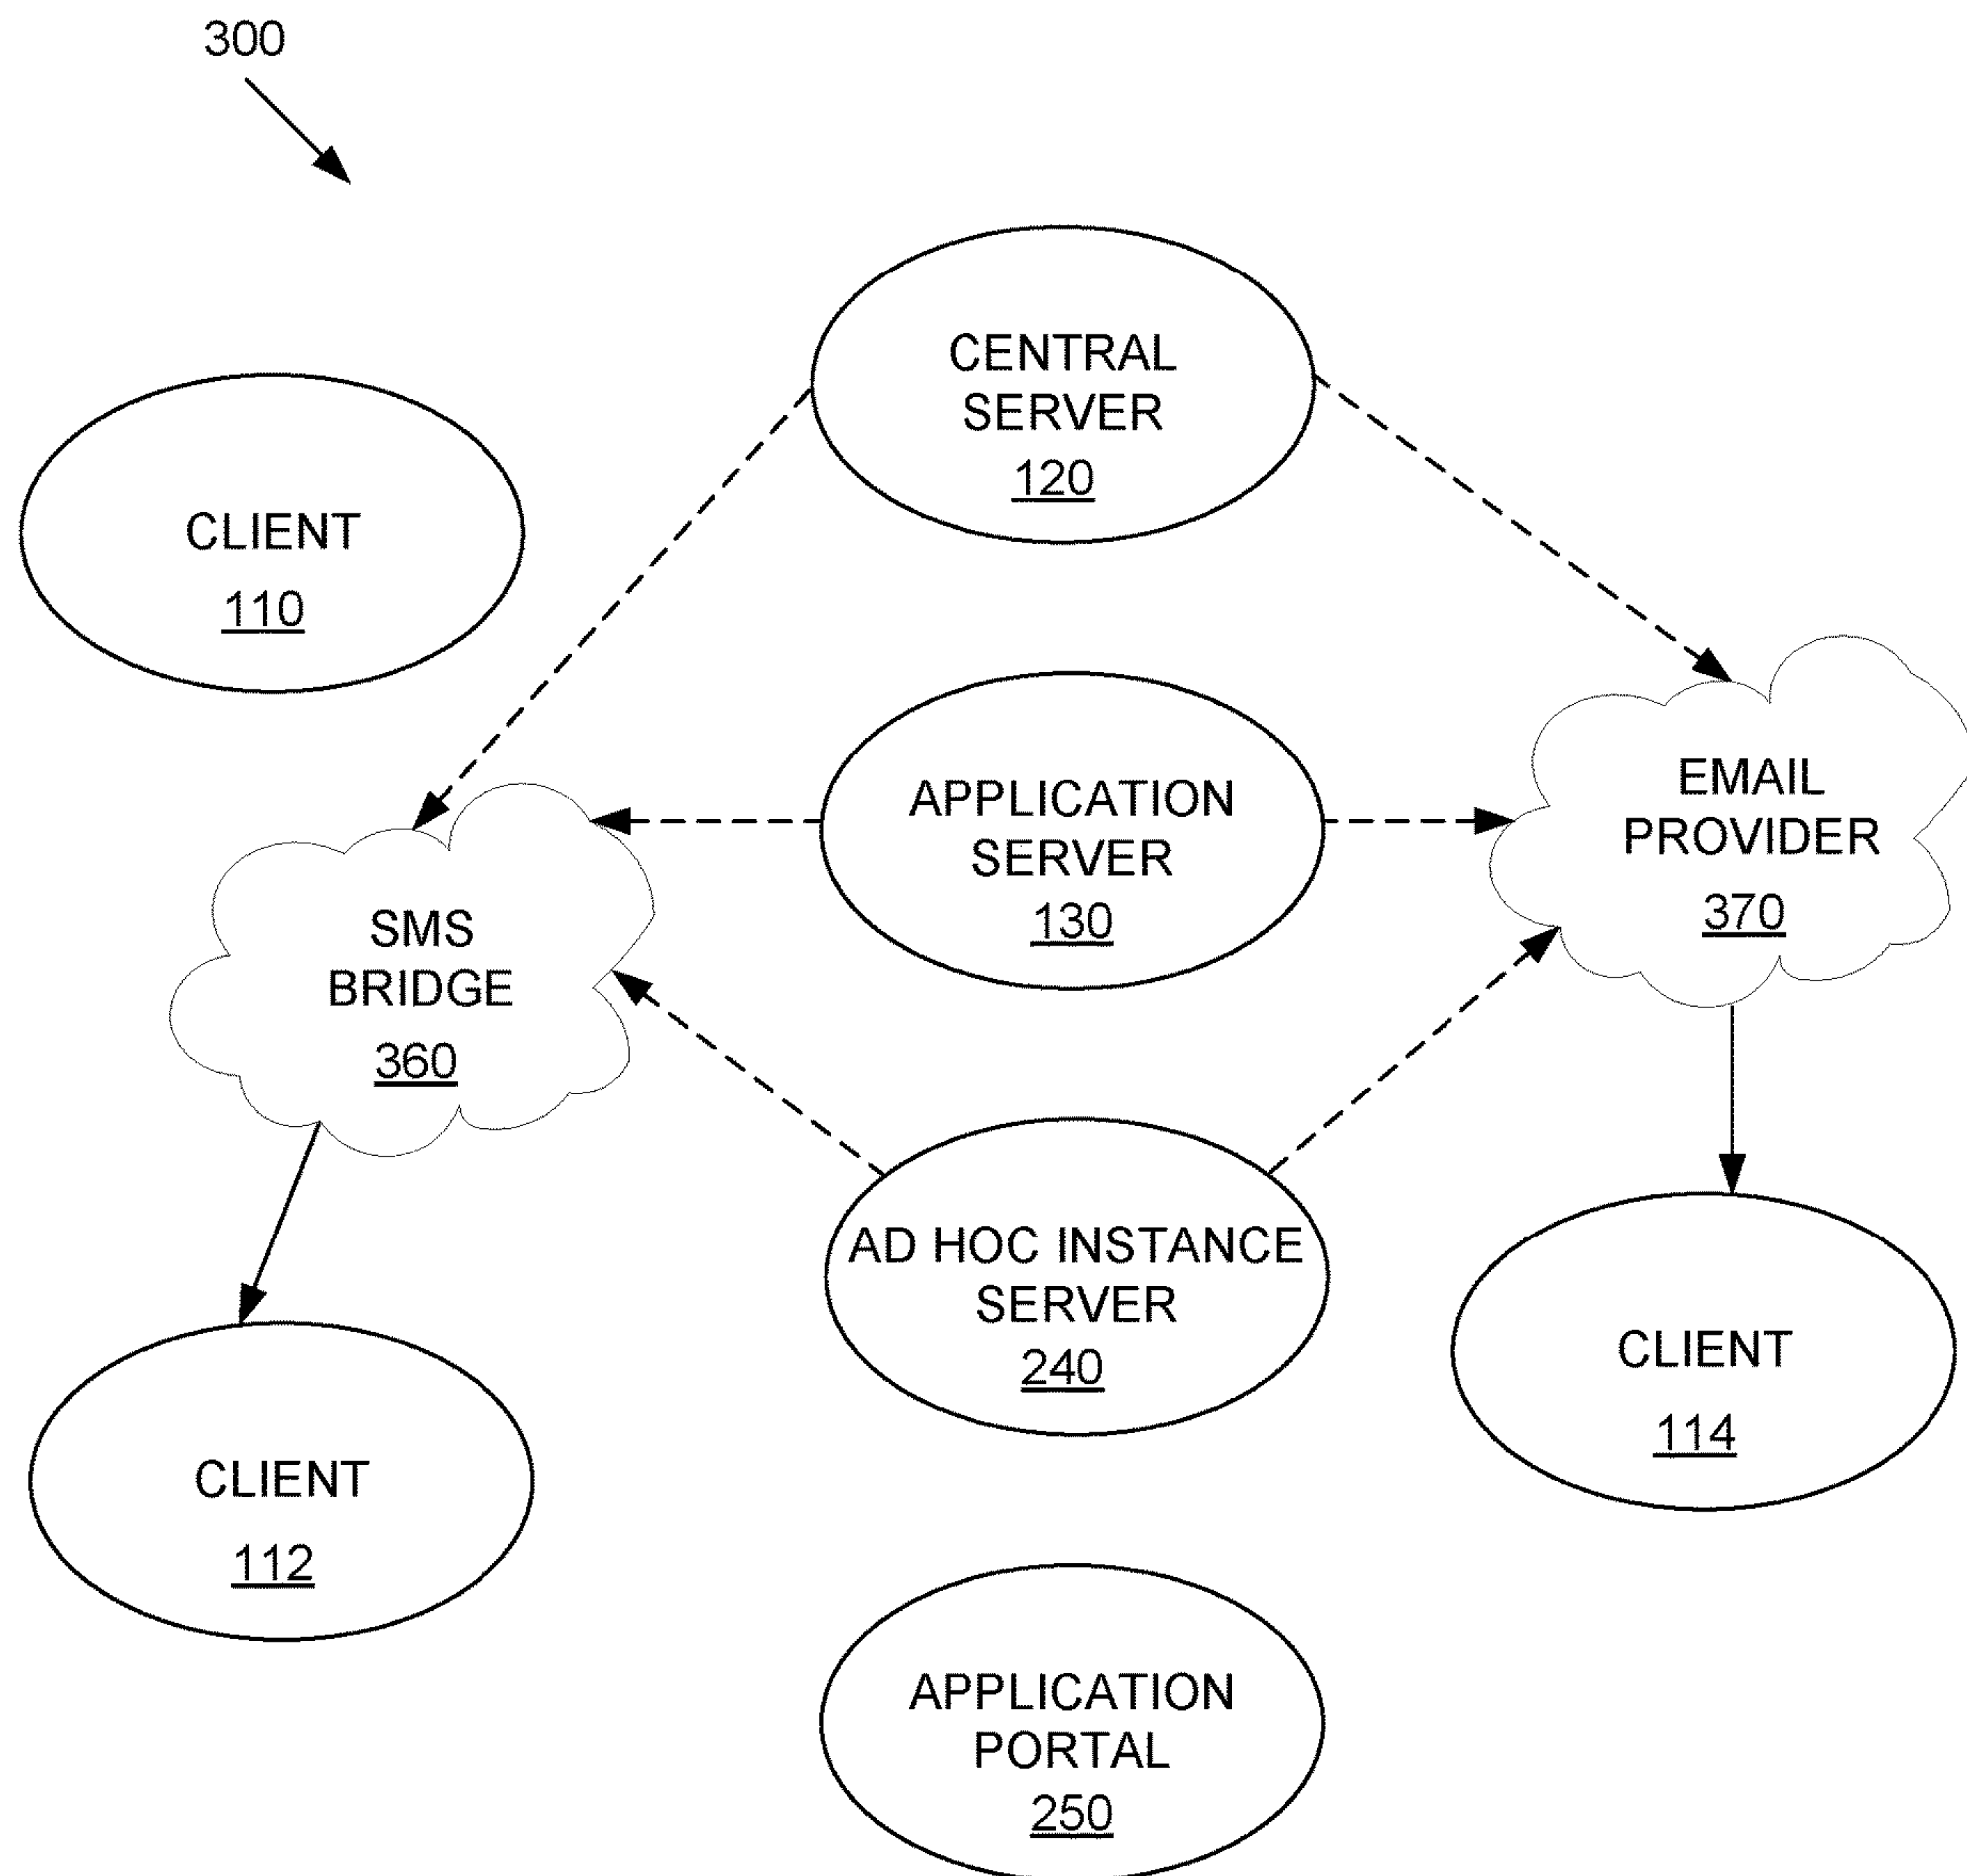 300
CENTRAL
SERVER
120
CLIENT
110
APPLICATION
SERVER
130
EMAIL
PROVIDER
370
SMS
BRIDGE
360
AD HOC INSTANCE
SERVER
240
CLIENT
114
CLIENT
112
APPLICATION
PORTAL
250